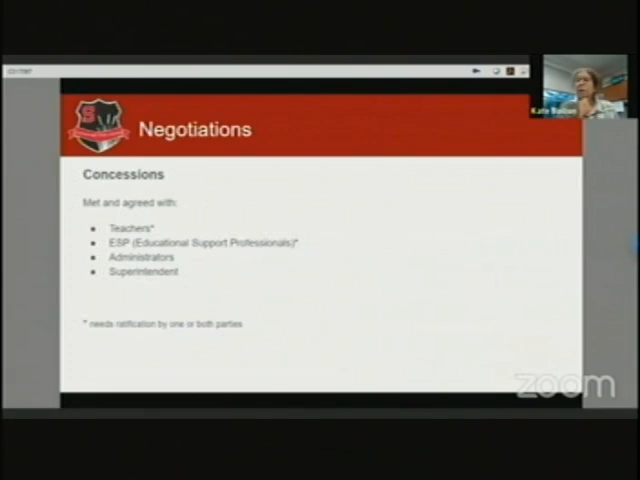 S
Negotiations
Concessions
Met and agreed with:
Teachers*
ESP (Educational Support Professionals)*
Administrators
Superintendent
* needs ratification by one or both parties
zoom